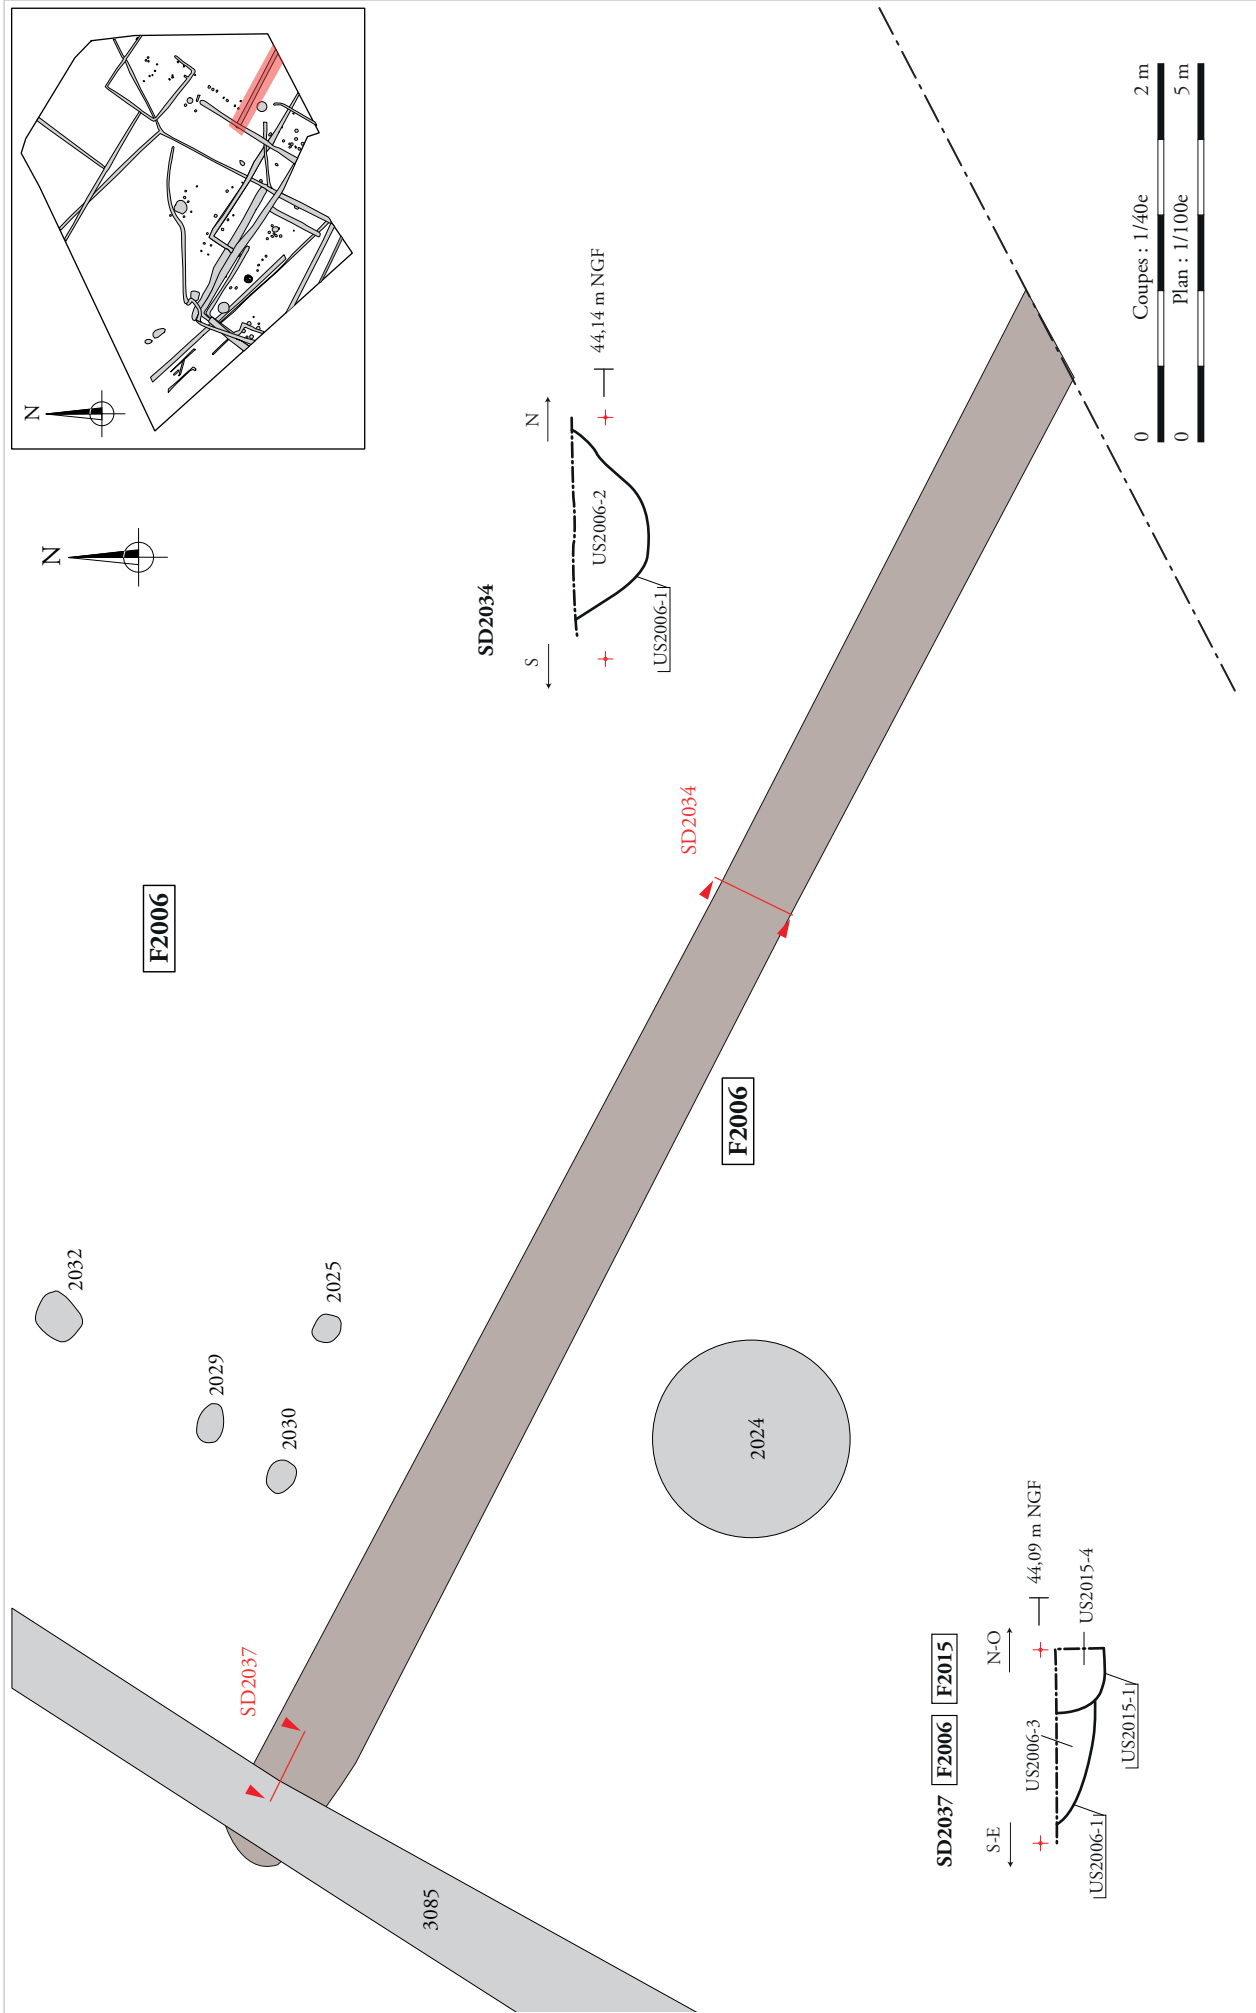 N
N
F2006
2032
2029
2030
2025
SD2034
S
N
US2006-2
US2006-1
44,14 m NGF
SD2034
F2006
SD2037
3085
2024
SD2037 F2006 F2015
S-E
N-O
US2006-3
44,09 m NGF
US2015-4
US2006-1
US2015-1
0 Coupes : 1/40e 2 m
0 Plan : 1/100e 5 m